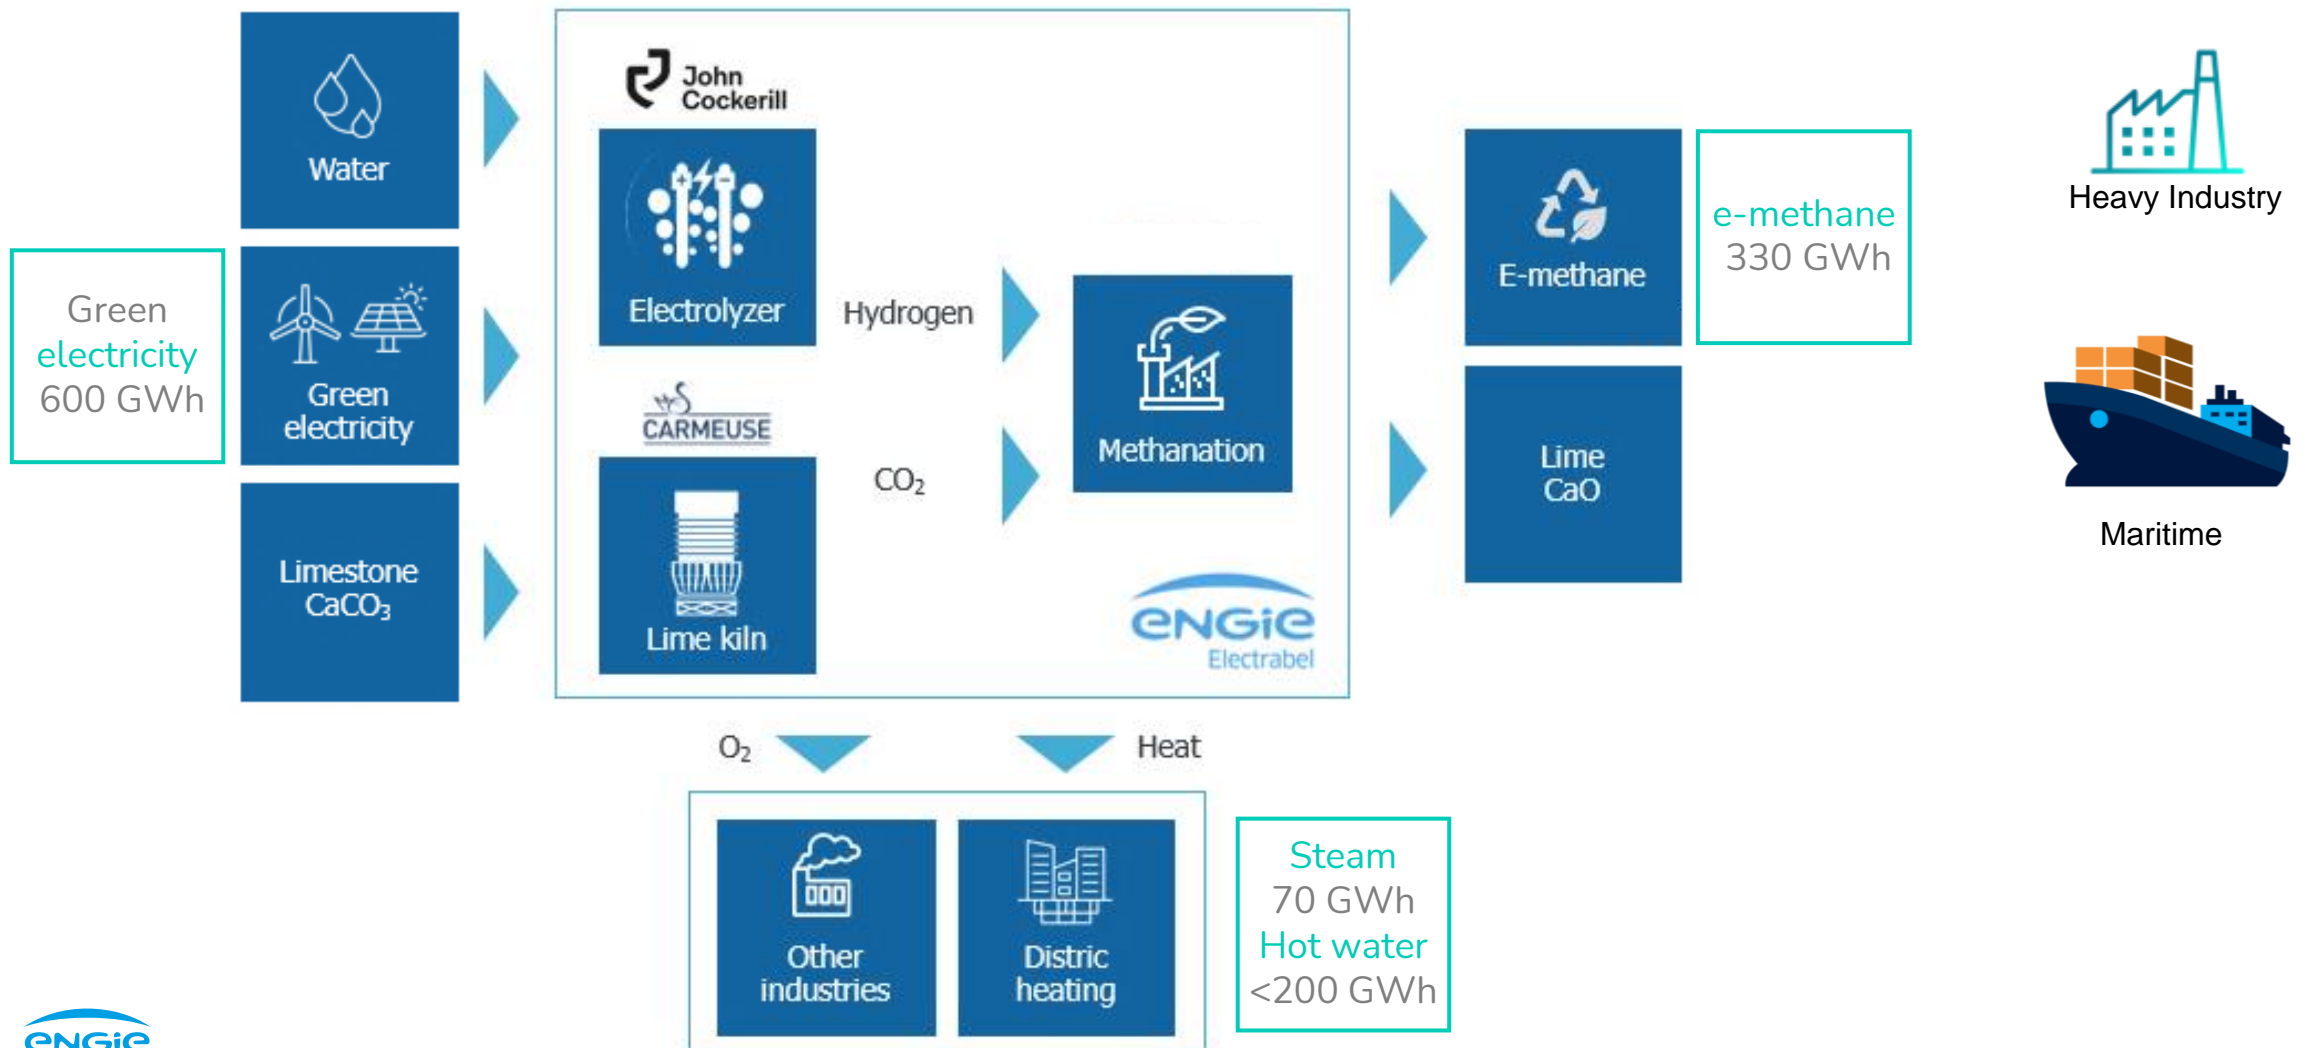 Water
Green
electricity
600 GWh
Green
electricity
Limestone
CaCO₃
John
Cockerill
Electrolyzer
Hydrogen
CARMEUSE
Lime kiln
CO₂
Methanation
ENGIE
Electrabel
E-methane
e-methane
330 GWh
Lime
CaO
Heavy Industry
Maritime
O₂
Heat
Other
industries
Distric
heating
Steam
70 GWh
Hot water
<200 GWh
ENGIE